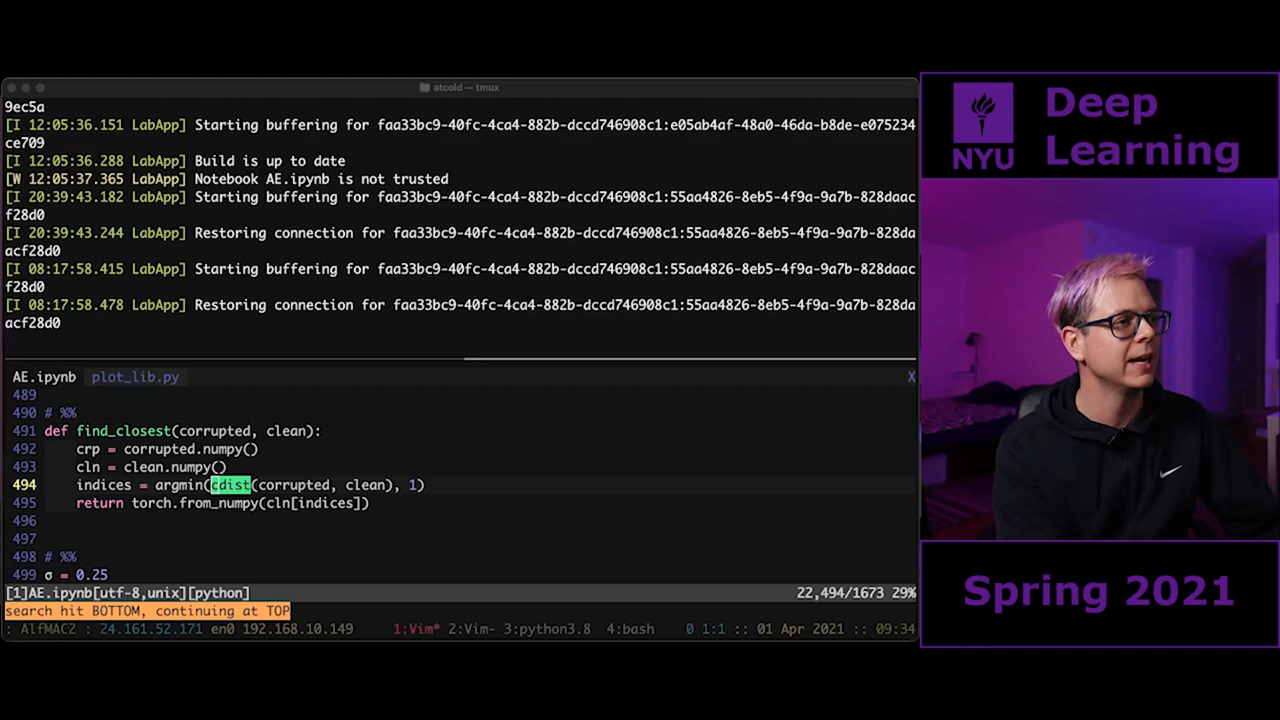 atcold — tmux
9ec5a
[I 12:05:36.151 LabApp] Starting buffering for faa33bc9-40fc-4ca4-882b-dccd746908c1:e05ab4af-48a0-46da-b8de-e075234
ce709
[I 12:05:36.288 LabApp] Build is up to date
[W 12:05:37.365 LabApp] Notebook AE.ipynb is not trusted
[I 20:39:43.182 LabApp] Starting buffering for faa33bc9-40fc-4ca4-882b-dccd746908c1:55aa4826-8eb5-4f9a-9a7b-828daac
f28d0
[I 20:39:43.244 LabApp] Restoring connection for faa33bc9-40fc-4ca4-882b-dccd746908c1:55aa4826-8eb5-4f9a-9a7b-828da
acf28d0
[I 08:17:58.415 LabApp] Starting buffering for faa33bc9-40fc-4ca4-882b-dccd746908c1:55aa4826-8eb5-4f9a-9a7b-828daac
f28d0
[I 08:17:58.478 LabApp] Restoring connection for faa33bc9-40fc-4ca4-882b-dccd746908c1:55aa4826-8eb5-4f9a-9a7b-828da
acf28d0
AE.ipynb plot_lib.py X
489
490 # %%
491 def find_closest(corrupted, clean):
492 crp = corrupted.numpy()
493 cln = clean.numpy()
494 indices = argmin(cdist(corrupted, clean), 1)
495 return torch.from_numpy(cln[indices])
496
497
498 # %%
499 σ = 0.25
[1]AE.ipynb[utf-8,unix][python] 22,494/1673 29%
search hit BOTTOM, continuing at TOP
: AlfMAC2 : 24.161.52.171 en0 192.168.10.149 1:Vim* 2:Vim- 3:python3.8 4:bash 0 1:1 :: 01 Apr 2021 :: 09:34
NYU
Deep
Learning
Spring 2021